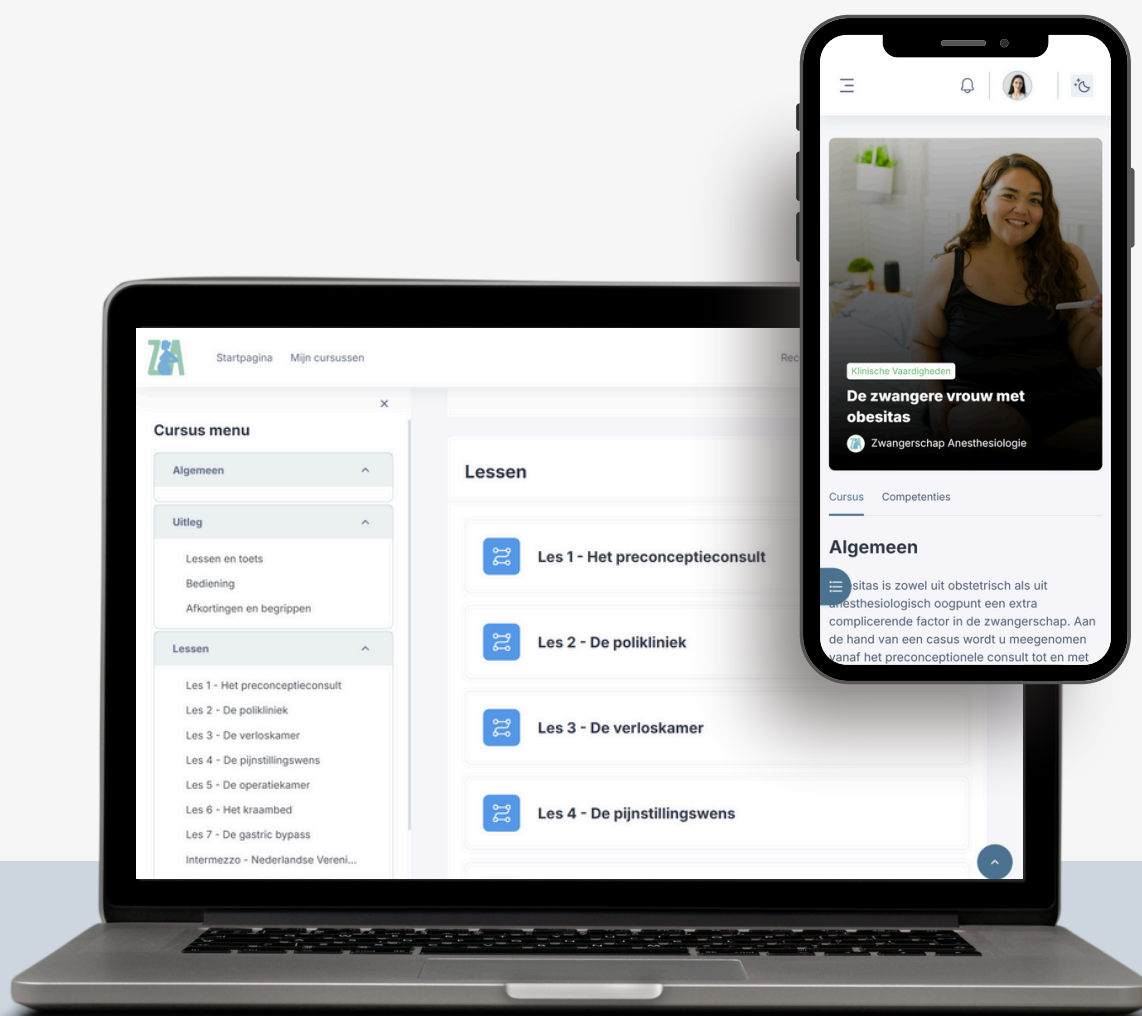 ZA
Startpagina Mijn cursussen
×
Cursus menu
Algemeen
Uitleg
Lessen en toets
Bediening
Afkortingen en begrippen
Lessen
Les 1 - Het preconceptieconsult
Les 2 - De polikliniek
Les 3 - De verloskamer
Les 4 - De pijnstillingswens
Les 5 - De operatiekamer
Les 6 - Het kraambed
Les 7 - De gastric bypass
Intermezzo - Nederlandse Vereni...
Lessen
Les 1 - Het preconceptieconsult
Les 2 - De polikliniek
Les 3 - De verloskamer
Les 4 - De pijnstillingswens
Klinische Vaardigheden
De zwangere vrouw met
obesitas
Zwangerschap Anesthesiologie
Cursus Competenties
Algemeen
sitas is zowel uit obstetrisch als uit
anesthesiologisch oogpunt een extra
complicerende factor in de zwangerschap. Aan
de hand van een casus wordt u meegenomen
vanaf het preconceptionele consult tot en met